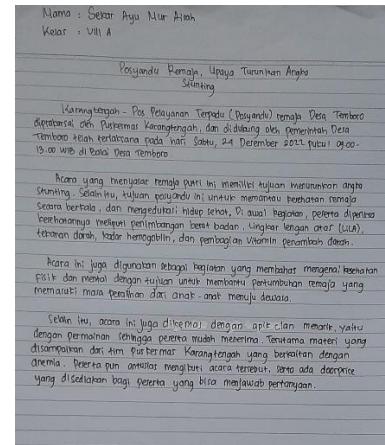 Nama : Sekar Ayu Nur Aisah
Kelas : VIII A
Posyandu Remaja, Upaya Turunkan Angka
Stunting
Karangtengah - Pos Pelayanan Terpadu (Posyandu) remaja Desa Temboro
diprakarsai oleh Puskesmas Karangtengah, dan didukung oleh pemerintah Desa
Temboro telah terlaksana pada hari Sabtu, 24 Desember 2022 pukul 09.00-
13.00 WIB di Balai Desa Temboro.
Acara yang menyasar remaja putri ini memiliki tujuan menurunkan angka
stunting. Selain itu, tujuan posyandu ini untuk memantau kesehatan remaja
secara berkala, dan mengedukasi hidup sehat. Di awal kegiatan, peserta diperiksa
kesehatannya meliputi penimbangan berat badan, lingkar lengan atas (LILA),
tekanan darah, kadar hemogoblin, dan pembagian vitamin penambah darah.
Acara ini juga digunakan sebagai kegiatan yang membahas mengenai kesehatan
fisik dan mental dengan tujuan untuk membantu pertumbuhan remaja yang
memasuki masa peralihan dari anak-anak menuju dewasa.
Selain itu, acara ini juga dikemas dengan apik dan menarik, yaitu
dengan permainan sehingga peserta mudah menerima. Terutama materi yang
disampaikan dari tim Puskesmas Karangtengah yang berkaitan dengan
anemia. Peserta pun antusias mengikuti acara tersebut, serta ada doorprice
yang disediakan bagi peserta yang bisa menjawab pertanyaan.